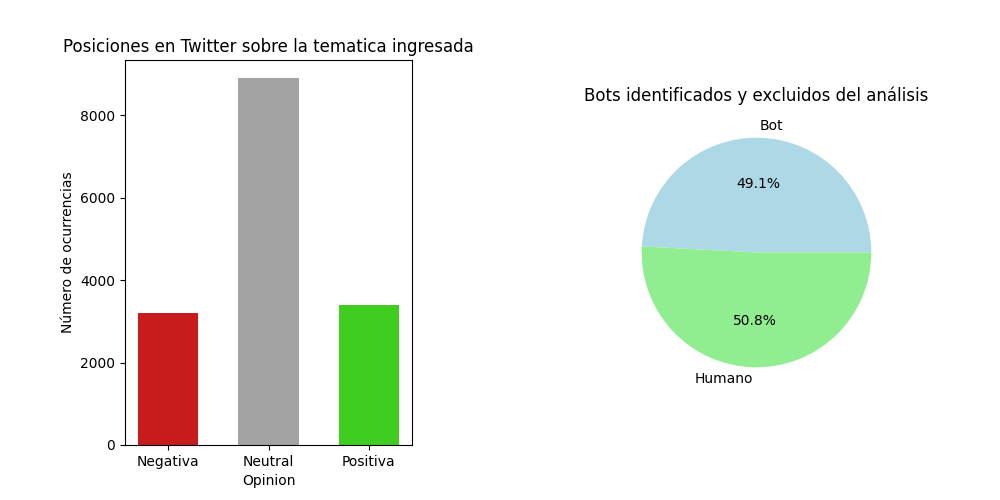 Posiciones en Twitter sobre la tematica ingresada
Número de ocurrencias
8000
6000
4000
2000
0
Negativa
Neutral
Positiva
Opinion
Bots identificados y excluidos del análisis
Bot
49.1%
50.8%
Humano